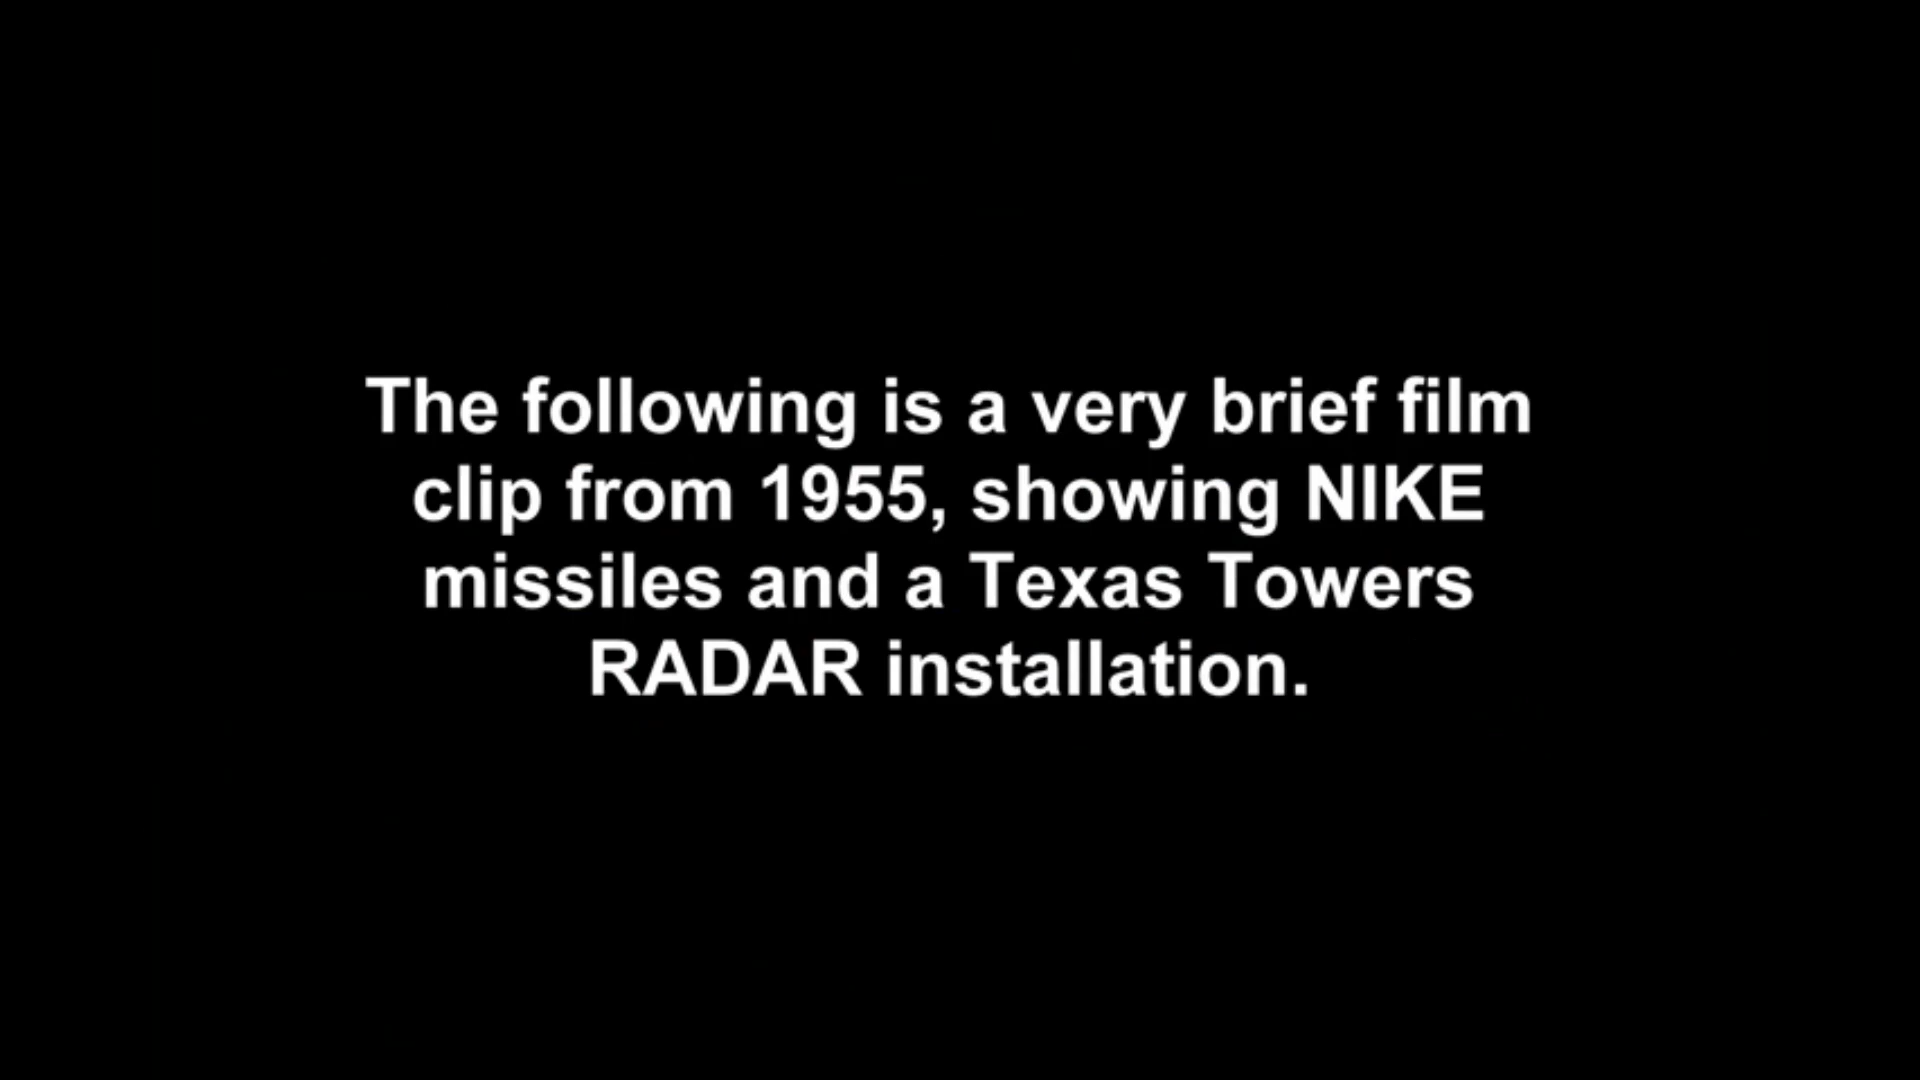 The following is a very brief film
clip from 1955, showing NIKE
missiles and a Texas Towers
RADAR installation.